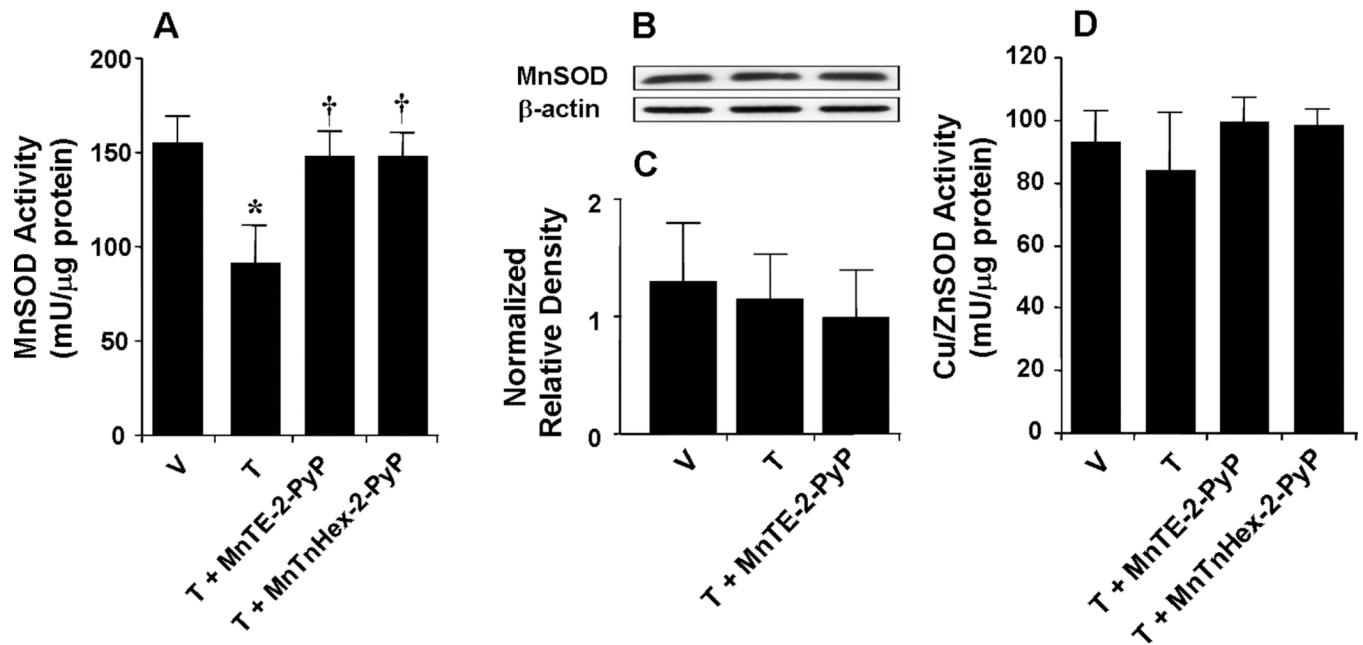 A
MnSOD Activity
(mU/µg protein)
200
150
100
50
0
*
†
†
V
T
T + MnTE-2-PyP
T + MnTnHex-2-PyP
B
MnSOD
β-actin
C
Normalized
Relative Density
2
1
0
V
T
T + MnTE-2-PyP
D
Cu/ZnSOD Activity
(mU/µg protein)
120
100
80
60
40
20
0
V
T
T + MnTE-2-PyP
T + MnTnHex-2-PyP